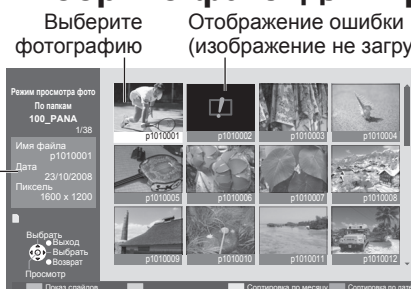 Выберите
фотографию
Отображение ошибки
(изображение не загру
Режим просмотра фото
По папкам
100_PANA
1/38
Имя файла
p1010001
Дата
23/10/2008
Пиксель
1600 x 1200
Выбрать
Выход
Выбрать
Возврат
Просмотр
p1010001
p1010002
p1010003
p1010004
p1010005
p1010006
p1010007
p1010008
p1010009
p1010010
p1010011
p1010012
Показ слайдов
Сортировка по месяцу
Сортировка по дате